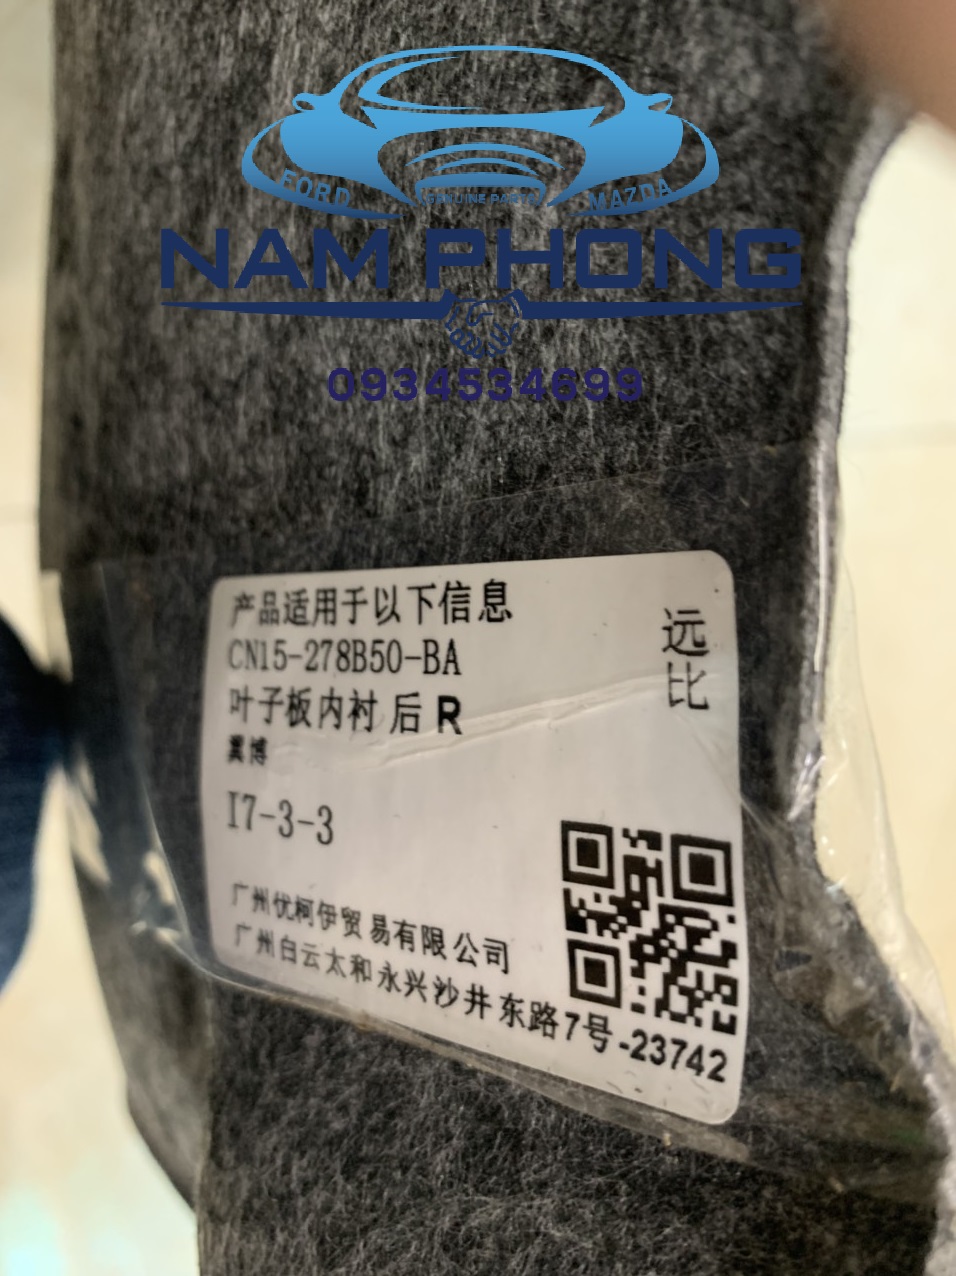 FORD
GENUINE PARTS
MAZDA
NAM PHONG
0934534699
产品适用于以下信息
远比
CN15-278B50-BA
叶子板内衬 后 R
翼博
I7-3-3
广州优柯伊贸易有限公司
广州白云太和永兴沙井东路7号-23742